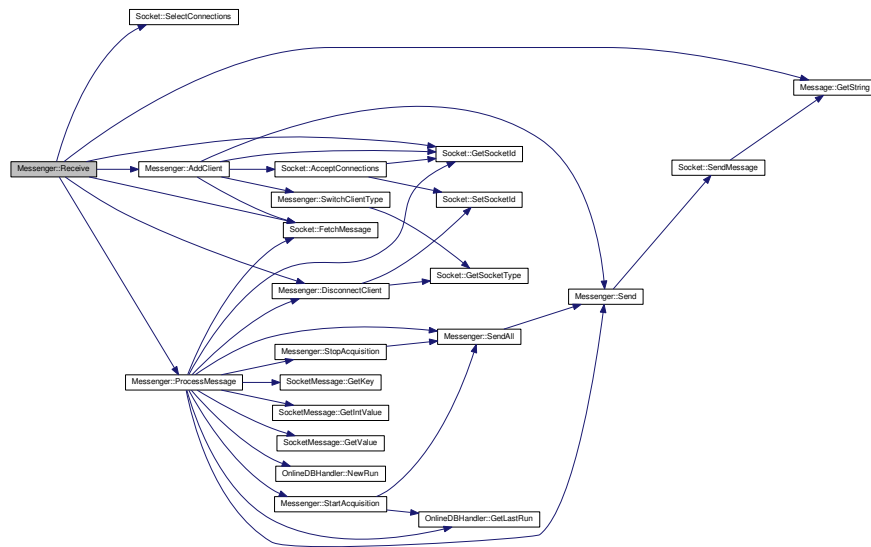 Socket::SelectConnections
Message::GetString
Messenger::Receive
Messenger::AddClient
Socket::AcceptConnections
Socket::GetSocketId
Socket::SendMessage
Messenger::SwitchClientType
Socket::SetSocketId
Socket::FetchMessage
Socket::GetSocketType
Messenger::DisconnectClient
Messenger::Send
Messenger::SendAll
Messenger::StopAcquisition
Messenger::ProcessMessage
SocketMessage::GetKey
SocketMessage::GetIntValue
SocketMessage::GetValue
OnlineDBHandler::NewRun
Messenger::StartAcquisition
OnlineDBHandler::GetLastRun